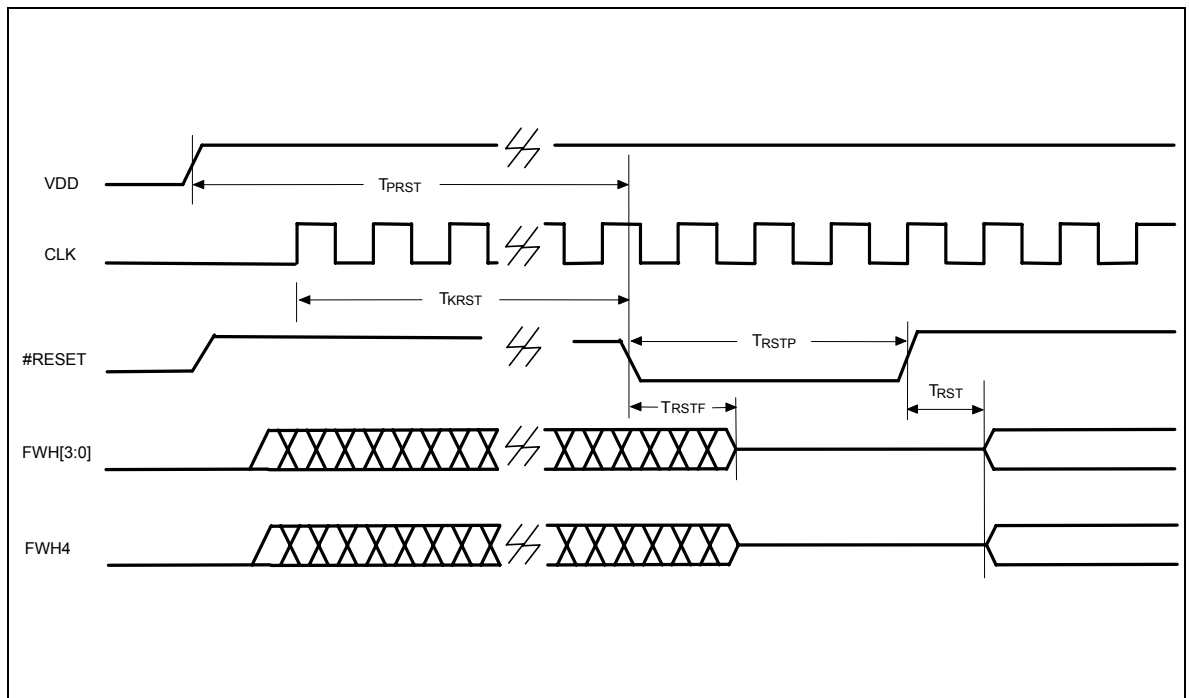 VDD
TPRST
CLK
TKRST
#RESET
TRSTP
TRST
TRSTF
FWH[3:0]
FWH4